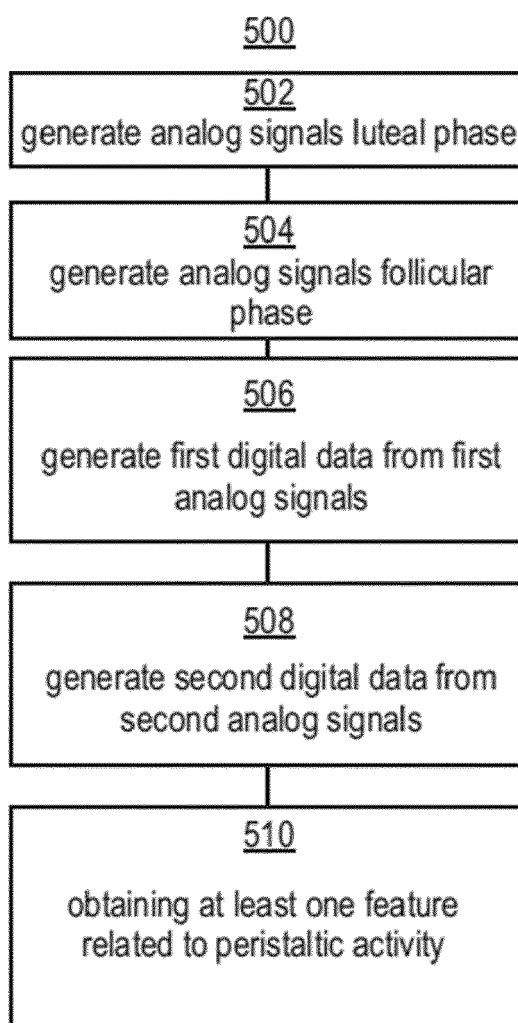 500
502
generate analog signals luteal phase
504
generate analog signals follicular
phase
506
generate first digital data from first
analog signals
508
generate second digital data from
second analog signals
510
obtaining at least one feature
related to peristaltic activity